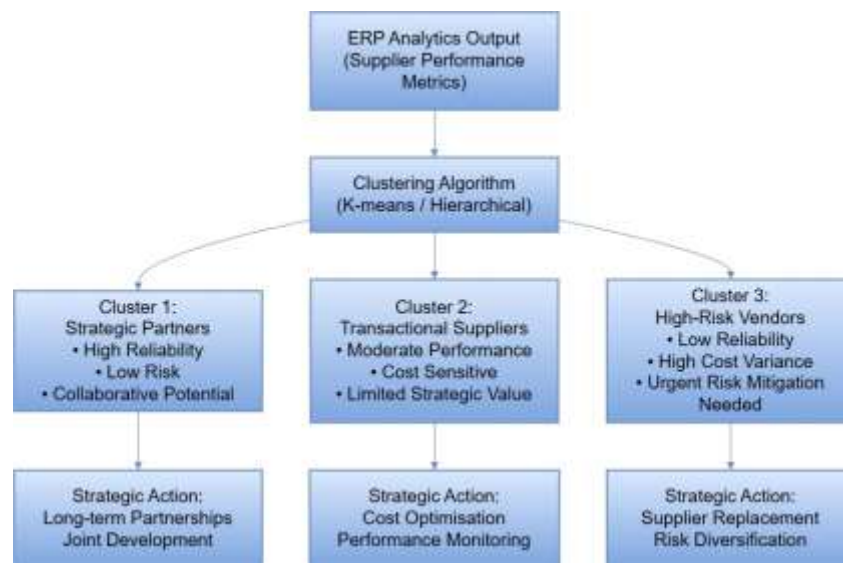 ERP Analytics Output
(Supplier Performance
Metrics)
Clustering Algorithm
(K-means / Hierarchical)
Cluster 1:
Strategic Partners
• High Reliability
• Low Risk
• Collaborative Potential
Cluster 2:
Transactional Suppliers
• Moderate Performance
• Cost Sensitive
• Limited Strategic Value
Cluster 3:
High-Risk Vendors
• Low Reliability
• High Cost Variance
• Urgent Risk Mitigation
Needed
Strategic Action:
Long-term Partnerships
Joint Development
Strategic Action:
Cost Optimisation
Performance Monitoring
Strategic Action:
Supplier Replacement
Risk Diversification